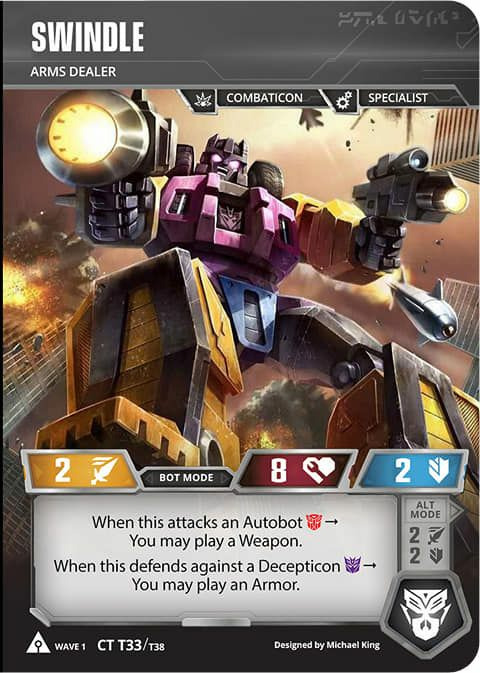 SWINDLE
ARMS DEALER
COMBATICON
SPECIALIST
2
BOT MODE
8
2
When this attacks an Autobot →
You may play a Weapon.
When this defends against a Decepticon →
You may play an Armor.
ALT
MODE
2
2
WAVE 1 CT T33/T38
Designed by Michael King